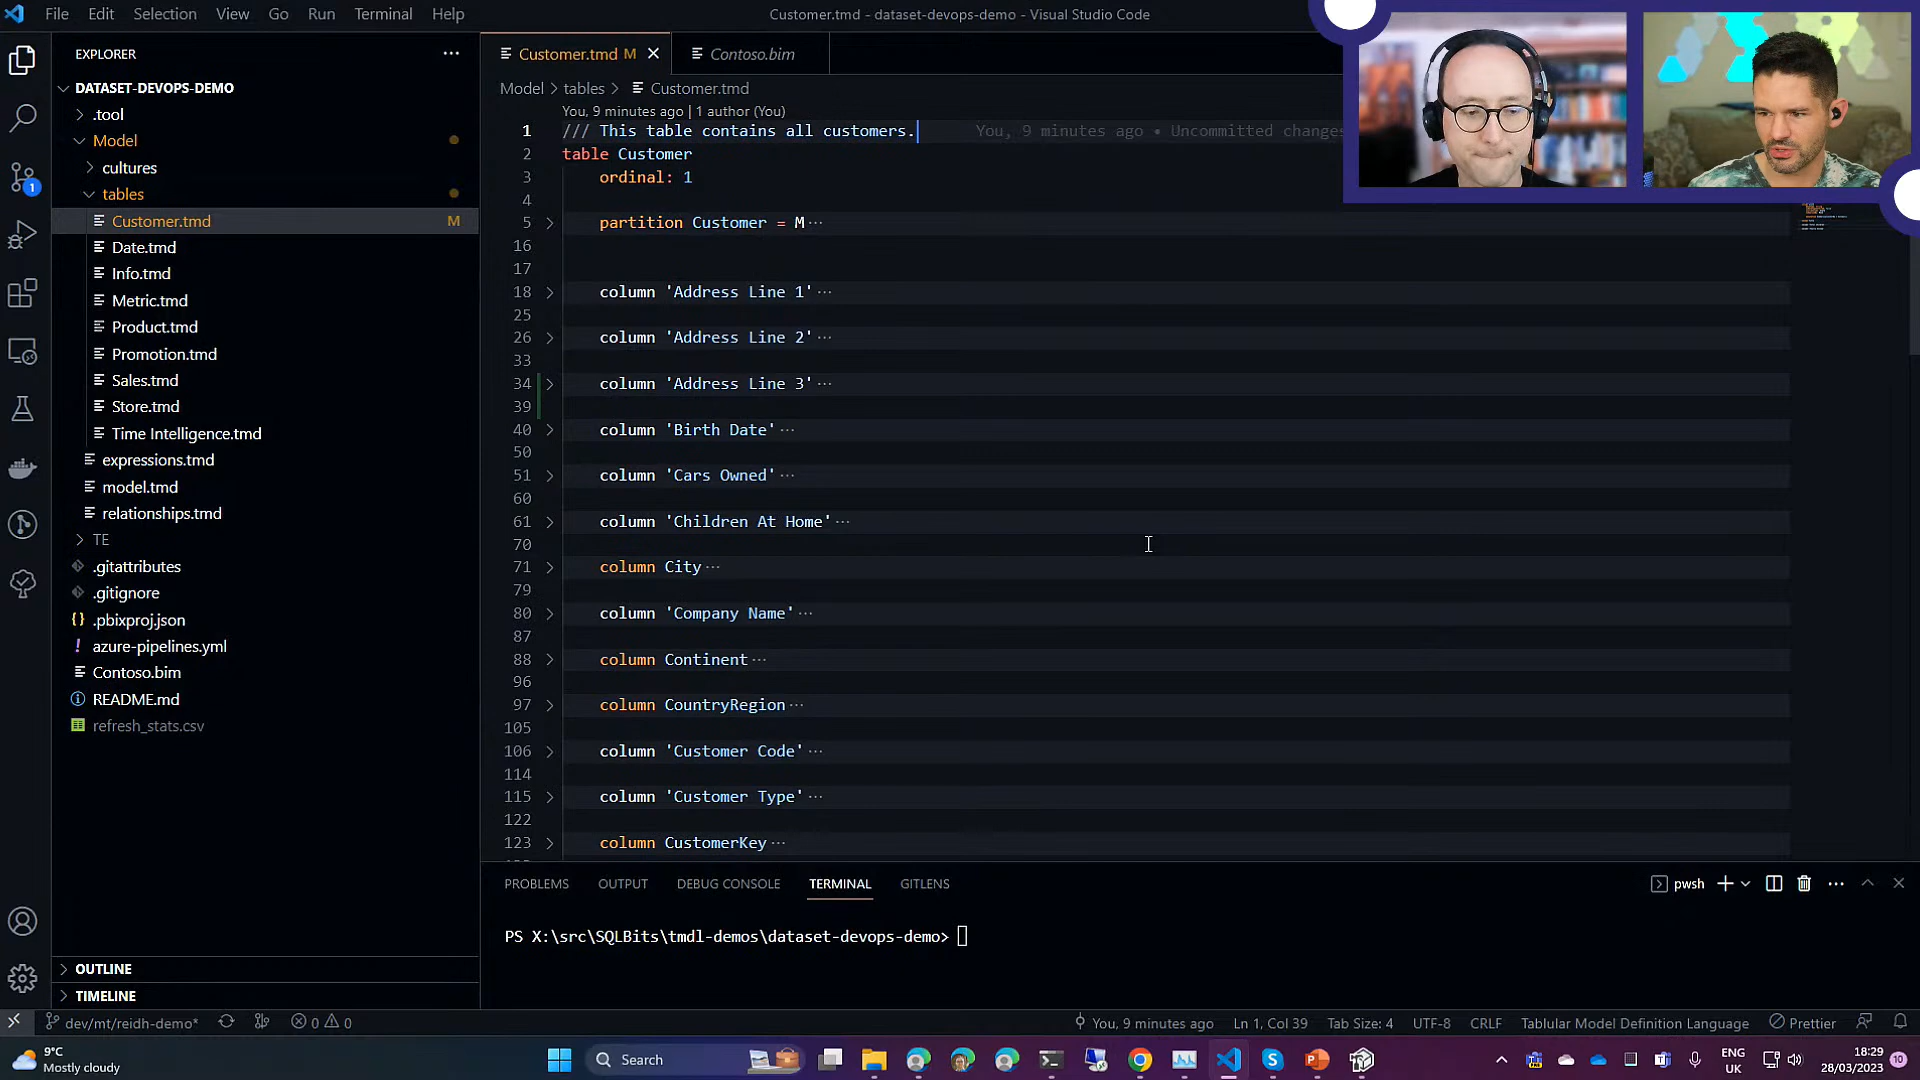 File Edit Selection View Go Run Terminal Help
Customer.tmd - dataset-devops-demo - Visual Studio Code
EXPLORER
DATASET-DEVOPS-DEMO
.tool
Model
cultures
tables
Customer.tmd M
Date.tmd
Info.tmd
Metric.tmd
Product.tmd
Promotion.tmd
Sales.tmd
Store.tmd
Time Intelligence.tmd
expressions.tmd
model.tmd
relationships.tmd
TE
.gitattributes
.gitignore
{} .pbixproj.json
! azure-pipelines.yml
Contoso.bim
README.md
refresh_stats.csv
OUTLINE
TIMELINE
1
Customer.tmd M
Contoso.bim
Model > tables > Customer.tmd
You, 9 minutes ago | 1 author (You)
1 /// This table contains all customers. You, 9 minutes ago • Uncommitted changes
2 table Customer
3 ordinal: 1
4
5 partition Customer = M···
16
17
18 column 'Address Line 1'···
25
26 column 'Address Line 2'···
33
34 column 'Address Line 3'···
39
40 column 'Birth Date'···
50
51 column 'Cars Owned'···
60
61 column 'Children At Home'···
70
71 column City···
79
80 column 'Company Name'···
87
88 column Continent···
96
97 column CountryRegion···
105
106 column 'Customer Code'···
114
115 column 'Customer Type'···
122
123 column CustomerKey···
PROBLEMS OUTPUT DEBUG CONSOLE TERMINAL GITLENS
pwsh
PS X:\src\SQLBits\tmdl-demos\dataset-devops-demo>
dev/mt/reidh-demo* 0 0
You, 9 minutes ago Ln 1, Col 39 Tab Size: 4 UTF-8 CRLF Tablular Model Definition Language Prettier
9°C
Mostly cloudy
Search
ENG
UK
18:29
28/03/2023
10